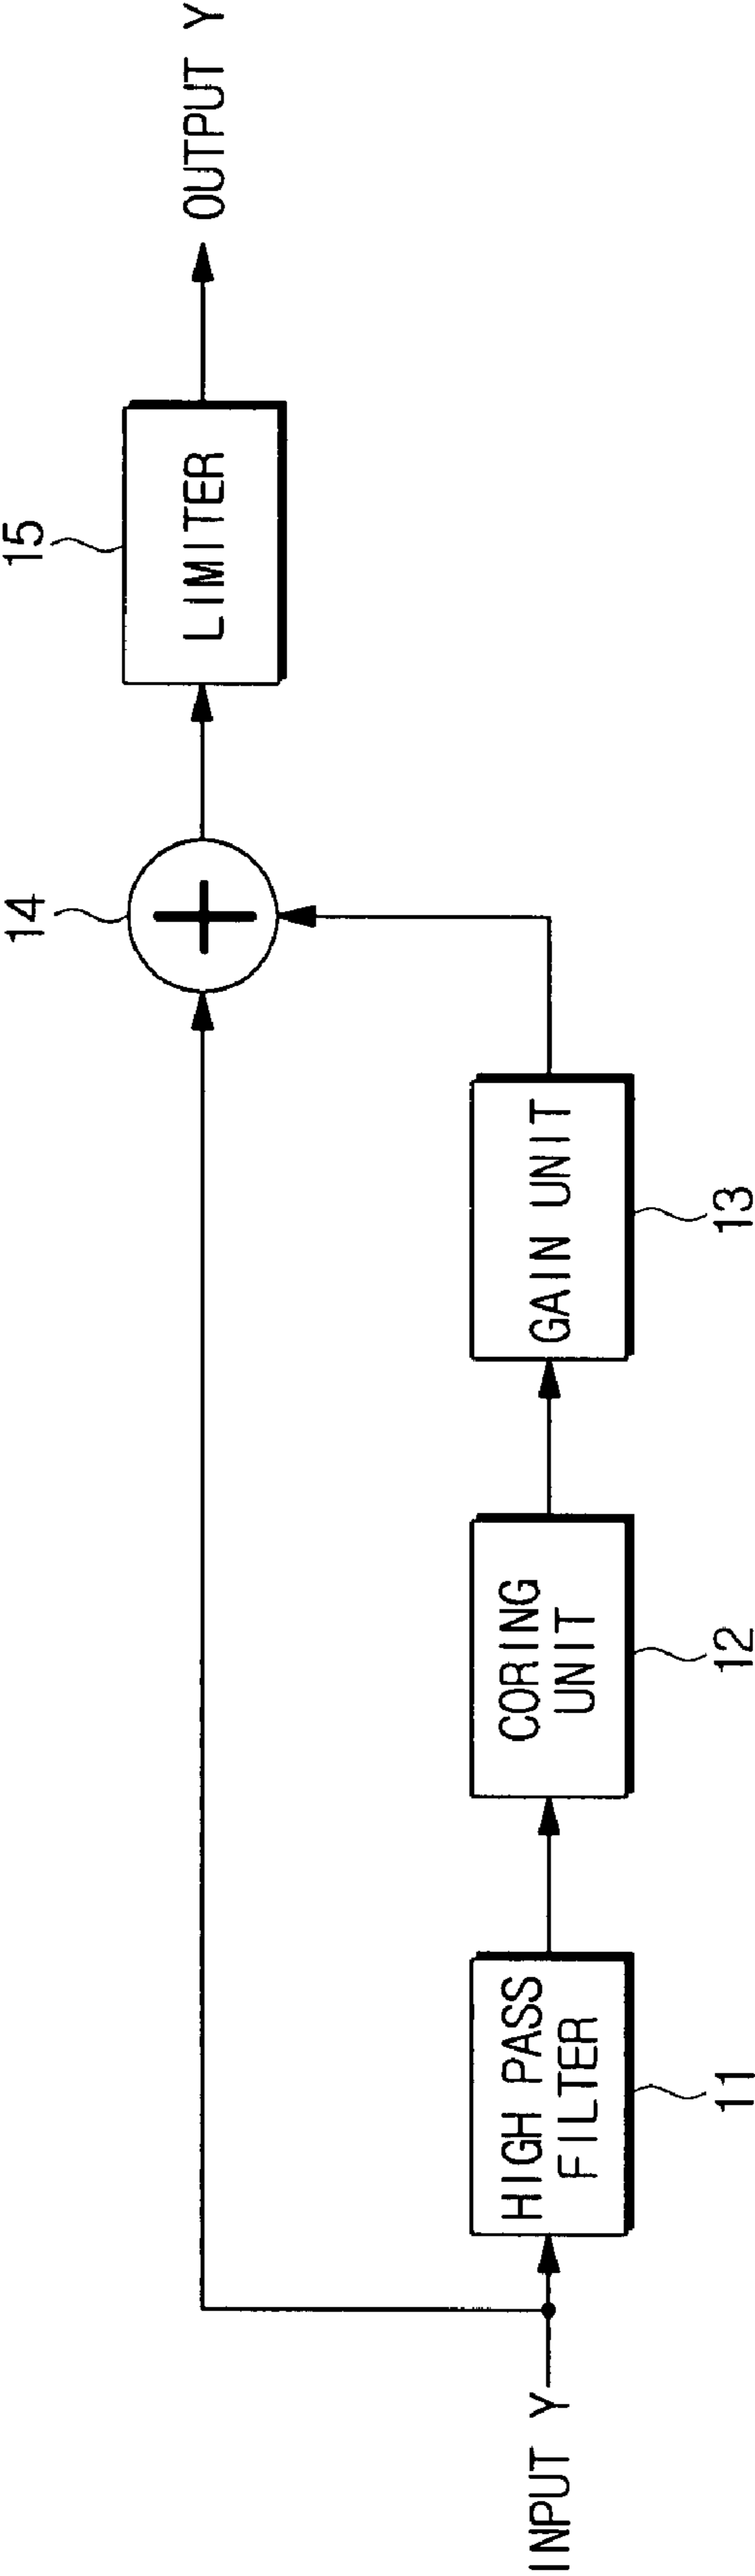 INPUT Y
HIGH PASS
FILTER
11
CORING
UNIT
12
GAIN UNIT
13
14
LIMITER
15
OUTPUT Y